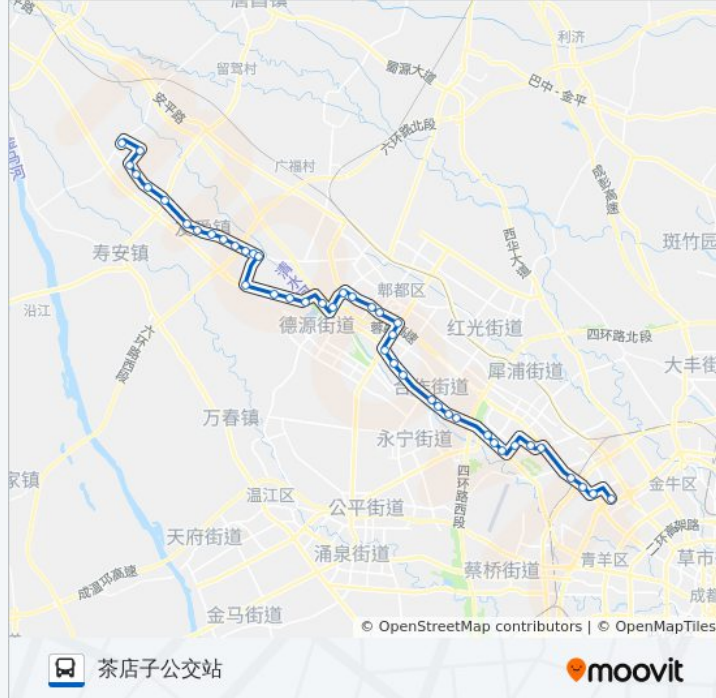 唐昌镇
利济
留驾村
蜀源大道
巴中 - 金平
安平路
六环路北段
广福村
成彭高速
斑竹园
友爱镇
西华大道
寿安镇
清水河
郫都区
沿江
德源街道
红光街道
四环路北段
六环路西段
犀浦街道
大丰街
合作街道
万春镇
永宁街道
四环路西段
家镇
温江区
公平街道
金牛区
二环高架路
天府街道
涌泉街道
青羊区
草市
蔡桥街道
成温邛高速
成都
金马街道
© OpenStreetMap contributors | © OpenMapTiles
茶店子公交站
moovit